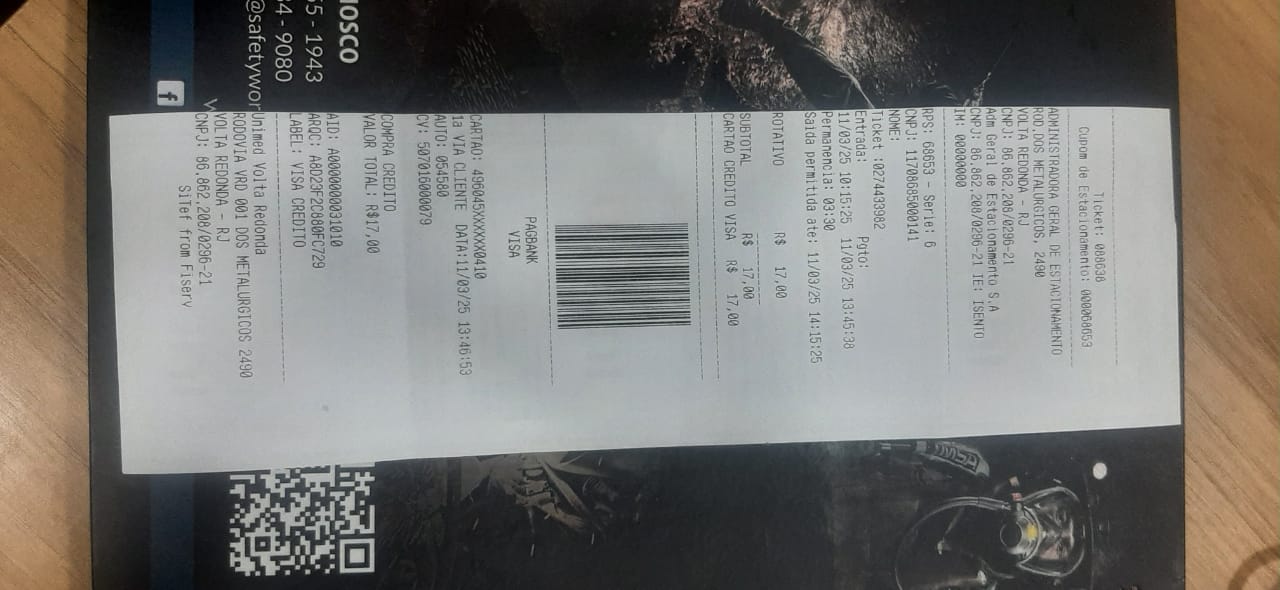 Ticket: 088638
Cupom de Estacionamento: 000068653
ADMINISTRADORA GERAL DE ESTACIONAMENTO
ROD.DOS METALURGICOS, 2490
VOLTA REDONDA - RJ
CNPJ: 86.862.208/0296-21
Adm Geral de Estacionamento S.A
CNPJ: 86.862.208/0296-21 IE: ISENTO
IM: 00000000
RPS: 68653 - Serie: 6
CNPJ: 11708685000141
NOME:
Ticket :02744339982
Entrada: Pgto:
11/03/25 10:15:25 11/03/25 13:45:38
Permanencia: 03:30
Saida permitida ate: 11/03/25 14:15:25
ROTATIVO R$ 17,00
SUBTOTAL R$ 17,00
CARTAO CREDITO VISA R$ 17,00
PAGBANK
VISA
CARTAO: 496045XXXXXX0410
1a VIA CLIENTE DATA:11/03/25 13:46:53
AUTO: 054580
CV: 507016000079
COMPRA CREDITO
VALOR TOTAL: R$17,00
AID: A0000000031010
ARQC: A8D23F2C880FC729
LABEL: VISA CREDITO
Unimed Volta Redonda
RODOVIA VRD 001 DOS METALURGICOS 2490
VOLTA REDONDA - RJ
CNPJ: 86.862.208/0296-21
SiTef from Fiserv
IOSCO
55 - 1943
34 - 9080
@safetywor
f